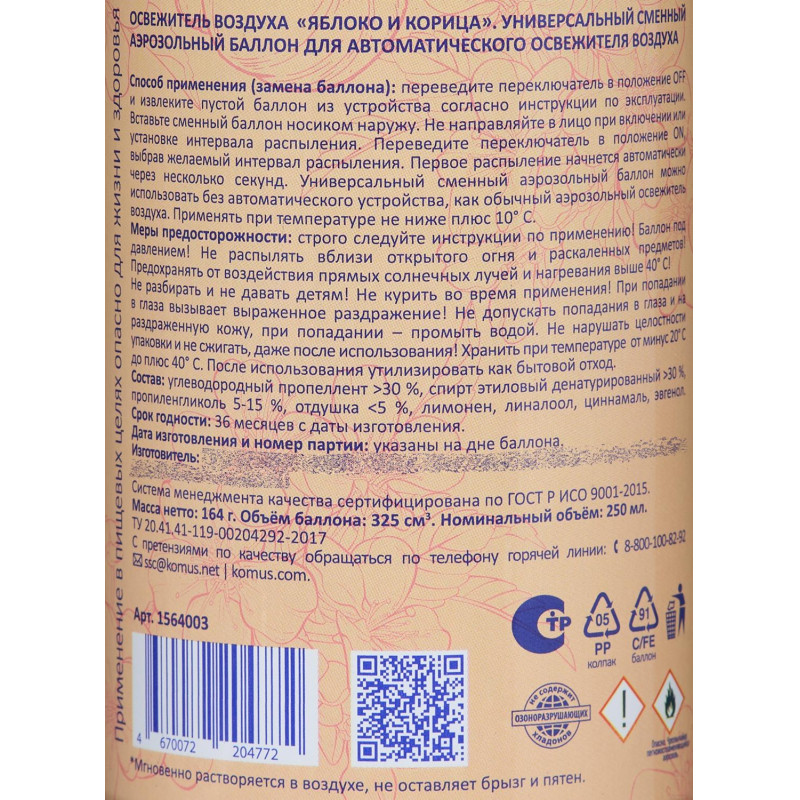 ОСВЕЖИТЕЛЬ ВОЗДУХА «ЯБЛОКО И КОРИЦА». УНИВЕРСАЛЬНЫЙ СМЕННЫЙ
АЭРОЗОЛЬНЫЙ БАЛЛОН ДЛЯ АВТОМАТИЧЕСКОГО ОСВЕЖИТЕЛЯ ВОЗДУХА
Способ применения (замена баллона): переведите переключатель в положение OFF
и извлеките пустой баллон из устройства согласно инструкции по эксплуатации.
Вставьте сменный баллон носиком наружу. Не направляйте в лицо при включении или
установке интервала распыления. Переведите переключатель в положение ON,
выбрав желаемый интервал распыления. Первое распыление начнется автоматически
через несколько секунд. Универсальный сменный аэрозольный баллон можно
использовать без автоматического устройства, как обычный аэрозольный освежитель
воздуха. Применять при температуре не ниже плюс 10° С.
Меры предосторожности: строго следуйте инструкции по применению! Баллон под
давлением! Не распылять вблизи открытого огня и раскаленных предметов!
Предохранять от воздействия прямых солнечных лучей и нагревания выше 40° С!
Не разбирать и не давать детям! Не курить во время применения! При попадании
в глаза вызывает выраженное раздражение! Не допускать попадания в глаза и на
раздраженную кожу, при попадании – промыть водой. Не нарушать целостности
упаковки и не сжигать, даже после использования! Хранить при температуре от минус 20° С
до плюс 40° С. После использования утилизировать как бытовой отход.
Состав: углеводородный пропеллент >30 %, спирт этиловый денатурированный >30 %,
пропиленгликоль 5-15 %, отдушка <5 %, лимонен, линалоол, циннамаль, эвгенол.
Срок годности: 36 месяцев с даты изготовления.
Дата изготовления и номер партии: указаны на дне баллона.
Изготовитель:
Система менеджмента качества сертифицирована по ГОСТ Р ИСО 9001-2015.
Масса нетто: 164 г. Объём баллона: 325 см³. Номинальный объём: 250 мл.
ТУ 20.41.41-119-00204292-2017
С претензиями по качеству обращаться по телефону горячей линии: 8-800-100-82-92
ssc@komus.net | komus.com.
Арт. 1564003
4 670072 204772
*Мгновенно растворяется в воздухе, не оставляет брызг и пятен.
СТР
05
PP
колпак
91
C/FE
баллон
не содержит
ОЗОНОРАЗРУШАЮЩИХ
хладонов
Применение в пищевых целях опасно для жизни и здоровья